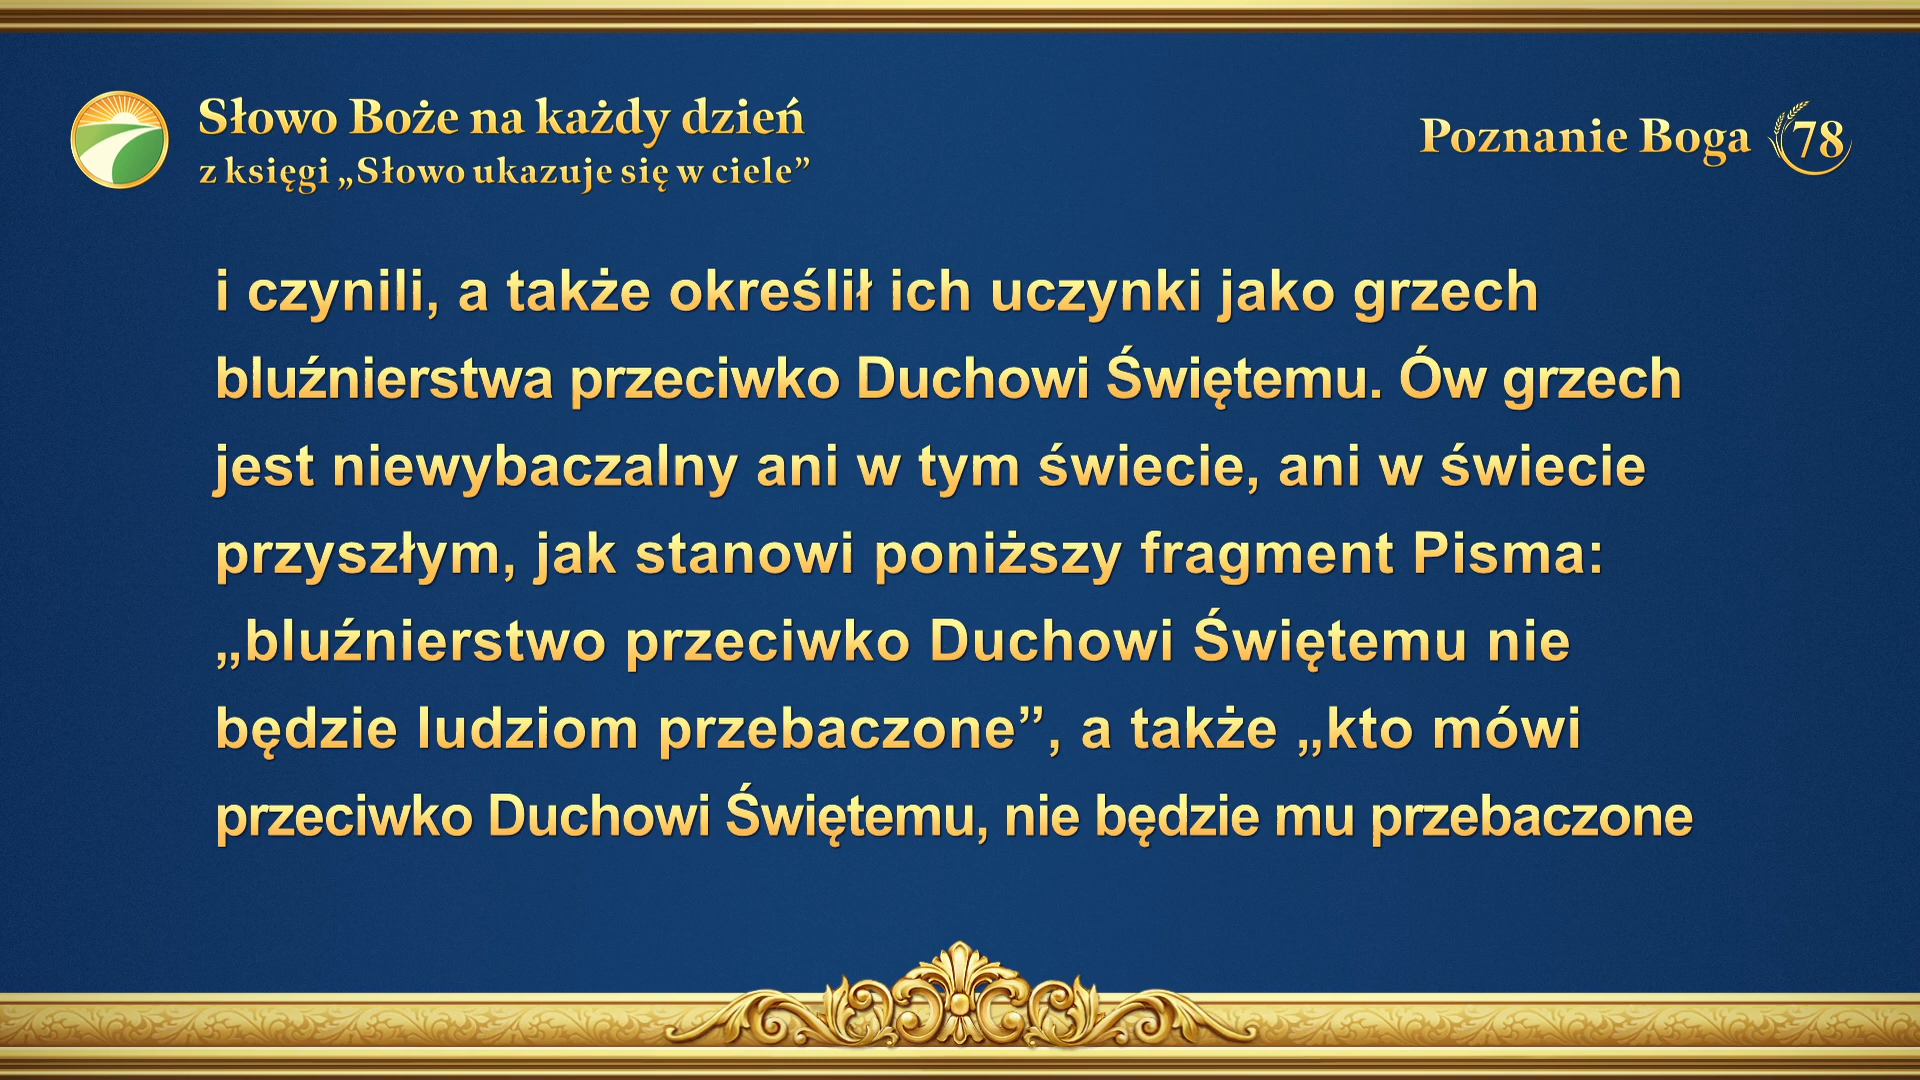 Słowo Boże na każdy dzień
z księgi „Słowo ukazuje się w ciele”
Poznanie Boga 78
i czynili, a także określił ich uczynki jako grzech
bluźnierstwa przeciwko Duchowi Świętemu. Ów grzech
jest niewybaczalny ani w tym świecie, ani w świecie
przyszłym, jak stanowi poniższy fragment Pisma:
„bluźnierstwo przeciwko Duchowi Świętemu nie
będzie ludziom przebaczone”, a także „kto mówi
przeciwko Duchowi Świętemu, nie będzie mu przebaczone